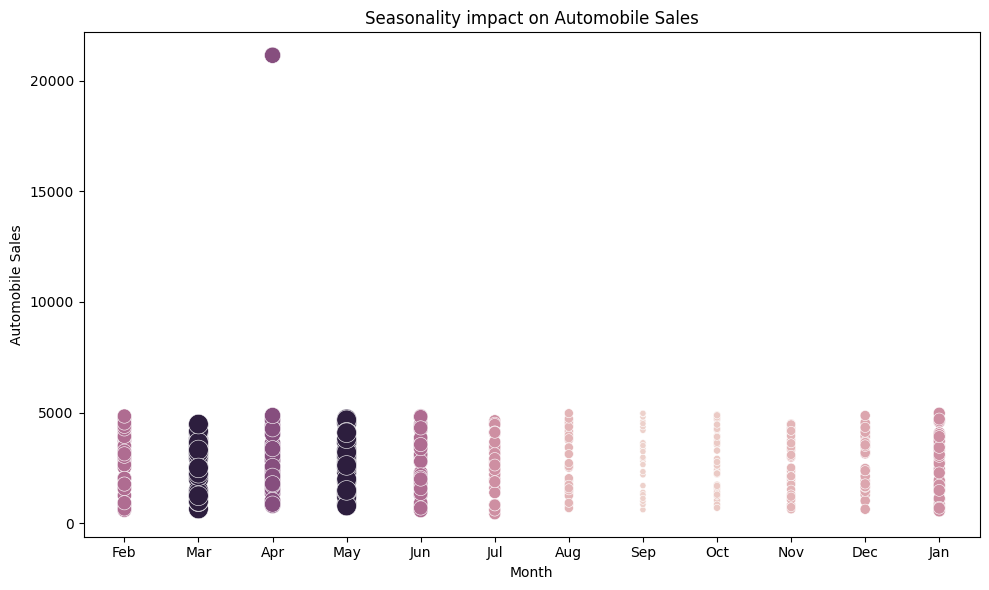 Seasonality impact on Automobile Sales
20000
15000
10000
5000
0
Automobile Sales
Feb Mar Apr May Jun Jul Aug Sep Oct Nov Dec Jan
Month